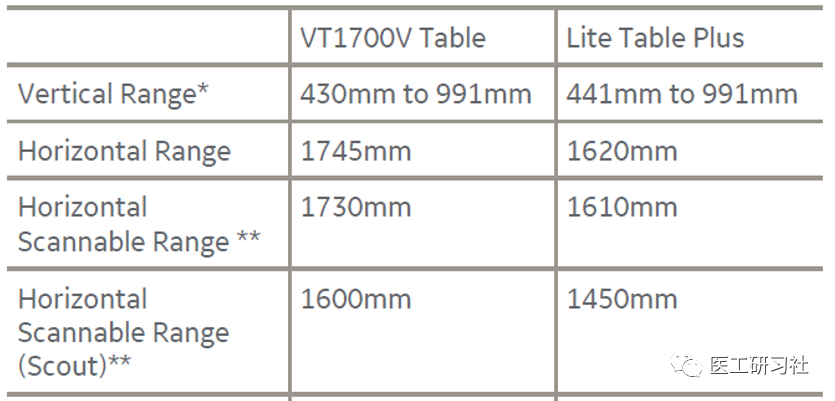 VT1700V Table Lite Table Plus
Vertical Range* 430mm to 991mm 441mm to 991mm
Horizontal Range 1745mm 1620mm
Horizontal 1730mm 1610mm
Scannable Range **
Horizontal 1600mm 1450mm
Scannable Range
(Scout)**
医工研习社